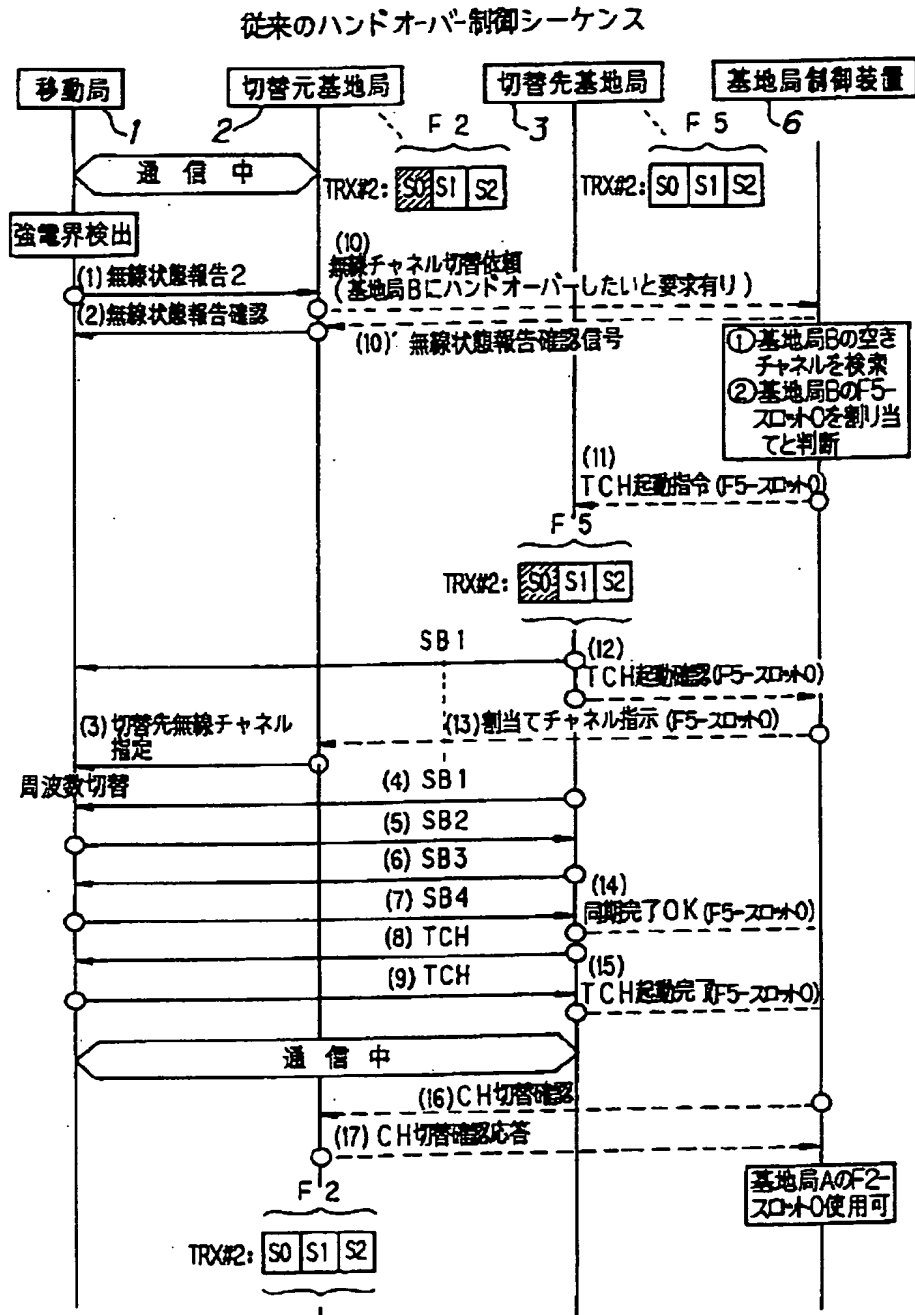 従来のハンドオーバー制御シーケンス
移動局
切替元基地局
切替先基地局
基地局制御装置
1
2
3
6
F2
F5
通信中
TRX#2: S0 S1 S2
TRX#2: S0 S1 S2
強電界検出
(10)
無線チャネル切替依頼
(1)無線状態報告2
(基地局Bにハンドオーバーしたいと要求有り)
(2)無線状態報告確認
(10)' 無線状態報告確認信号
①基地局Bの空き
チャネルを検索
②基地局BのF5-
スロット0を割り当
てと判断
(11)
TCH起動指令(F5-スロット0)
F5
TRX#2: S0 S1 S2
SB1
(12)
TCH起動確認(F5-スロット0)
(3)切替先無線チャネル
指定
(13)割当てチャネル指示(F5-スロット0)
周波数切替
(4) SB1
(5) SB2
(6) SB3
(7) SB4
(14)
同期完了OK(F5-スロット0)
(8) TCH
(9) TCH
(15)
TCH起動完了(F5-スロット0)
通信中
(16)CH切替確認
(17)CH切替確認応答
基地局AのF2-
スロット0使用可
F2
TRX#2: S0 S1 S2